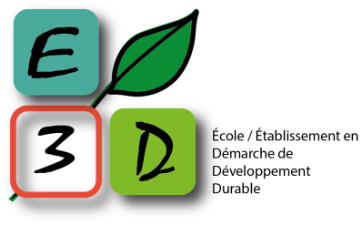 E
3 D
École / Établissement en
Démarche de
Développement
Durable